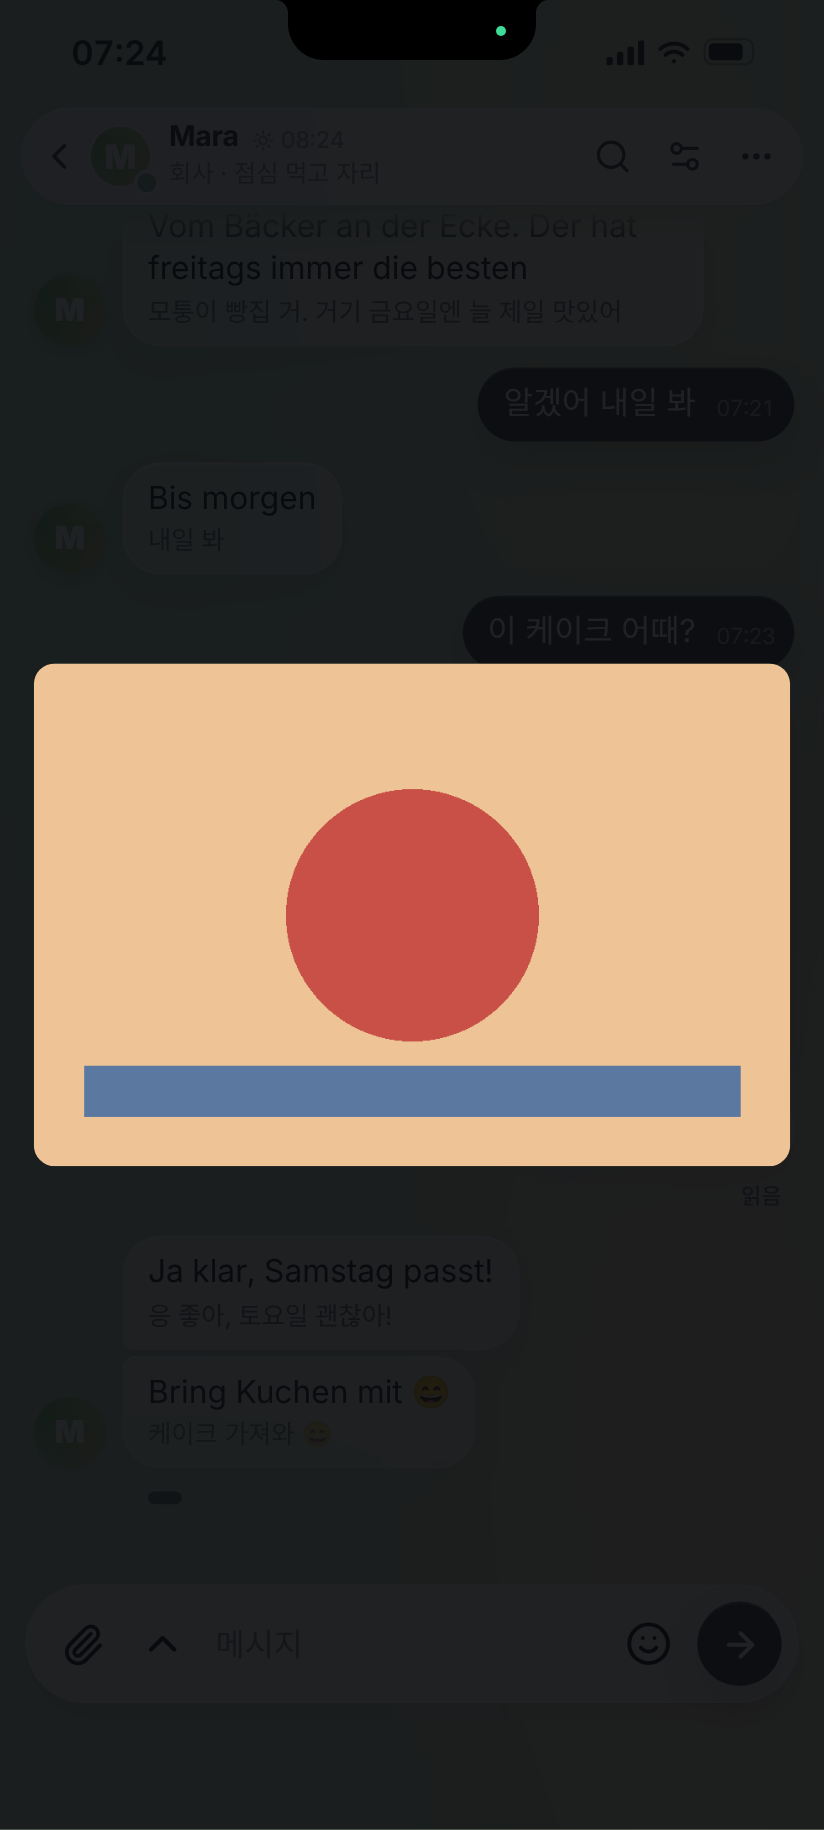 07:24
Mara 08:24
회사 · 점심 먹고 자리
M
Vom Bäcker an der Ecke. Der hat
freitags immer die besten
모퉁이 빵집 거. 거기 금요일엔 늘 제일 맛있어
M
알겠어 내일 봐 07:21
Bis morgen
내일 봐
M
이 케이크 어때? 07:23
읽음
Ja klar, Samstag passt!
응 좋아, 토요일 괜찮아!
Bring Kuchen mit 😄
케이크 가져와 😄
M
메시지